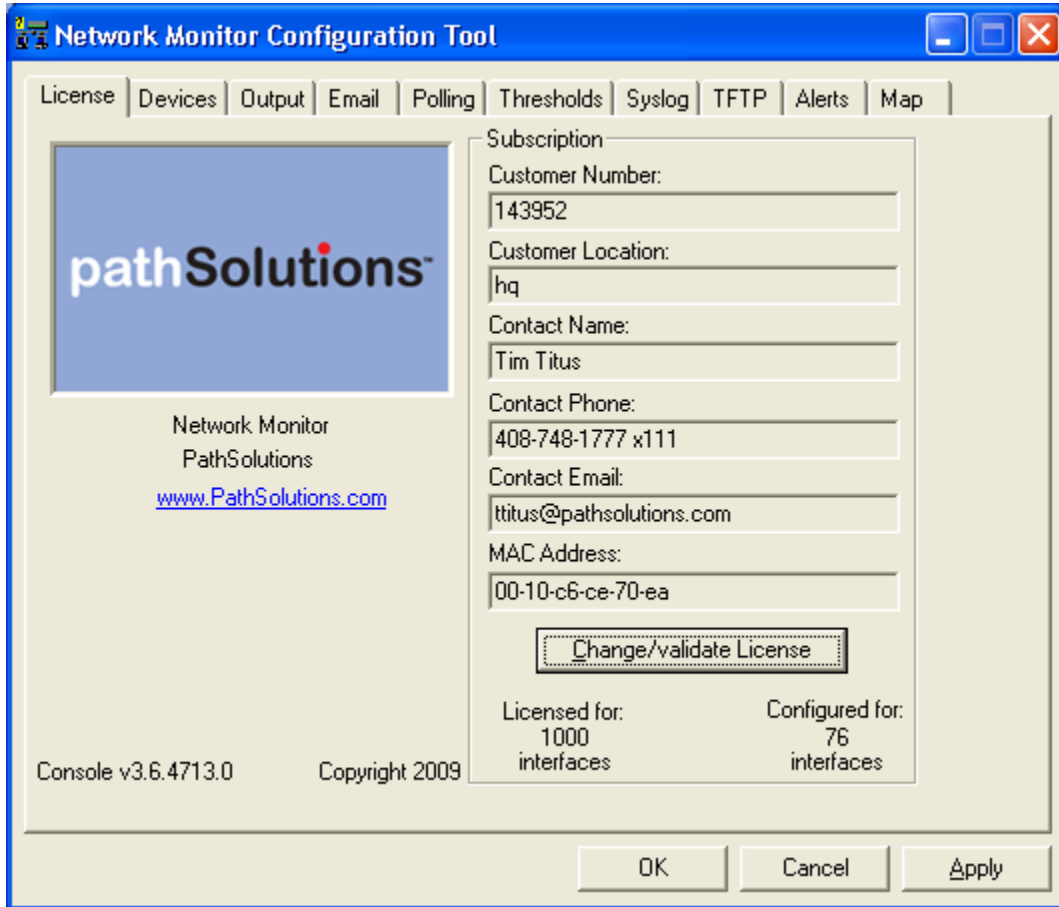 Network Monitor Configuration Tool
License Devices Output Email Polling Thresholds Syslog TFTP Alerts Map
pathSolutions™
Network Monitor
PathSolutions
www.PathSolutions.com
Console v3.6.4713.0 Copyright 2009
Subscription
Customer Number:
143952
Customer Location:
hq
Contact Name:
Tim Titus
Contact Phone:
408-748-1777 x111
Contact Email:
ttitus@pathsolutions.com
MAC Address:
00-10-c6-ce-70-ea
Change/validate License
Licensed for:
1000
interfaces
Configured for:
76
interfaces
OK Cancel Apply